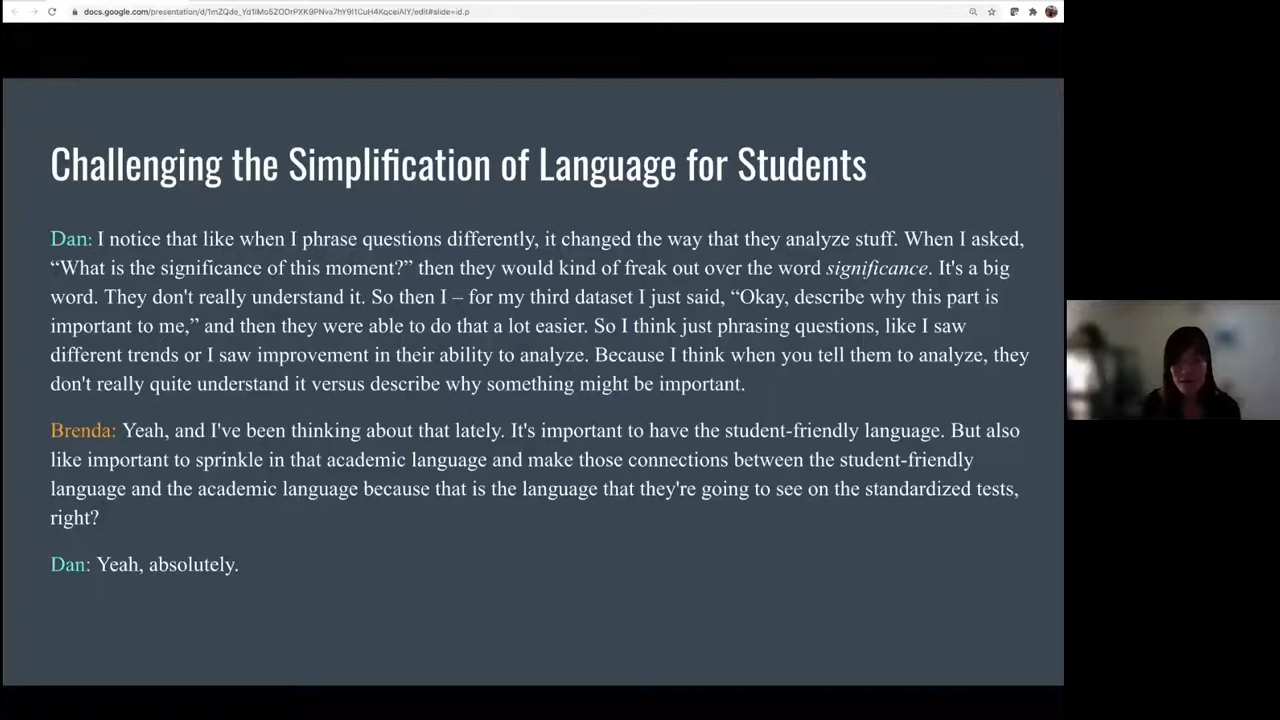 docs.google.com/presentation/d/1mZQde_Yd1lMo5ZODrPXK9PNva7hY9l1CuH4KqceiAlY/edit#slide=id.p
Challenging the Simplification of Language for Students
Dan: I notice that like when I phrase questions differently, it changed the way that they analyze stuff. When I asked,
“What is the significance of this moment?” then they would kind of freak out over the word significance. It's a big
word. They don't really understand it. So then I – for my third dataset I just said, “Okay, describe why this part is
important to me,” and then they were able to do that a lot easier. So I think just phrasing questions, like I saw
different trends or I saw improvement in their ability to analyze. Because I think when you tell them to analyze, they
don't really quite understand it versus describe why something might be important.
Brenda: Yeah, and I've been thinking about that lately. It's important to have the student-friendly language. But also
like important to sprinkle in that academic language and make those connections between the student-friendly
language and the academic language because that is the language that they're going to see on the standardized tests,
right?
Dan: Yeah, absolutely.